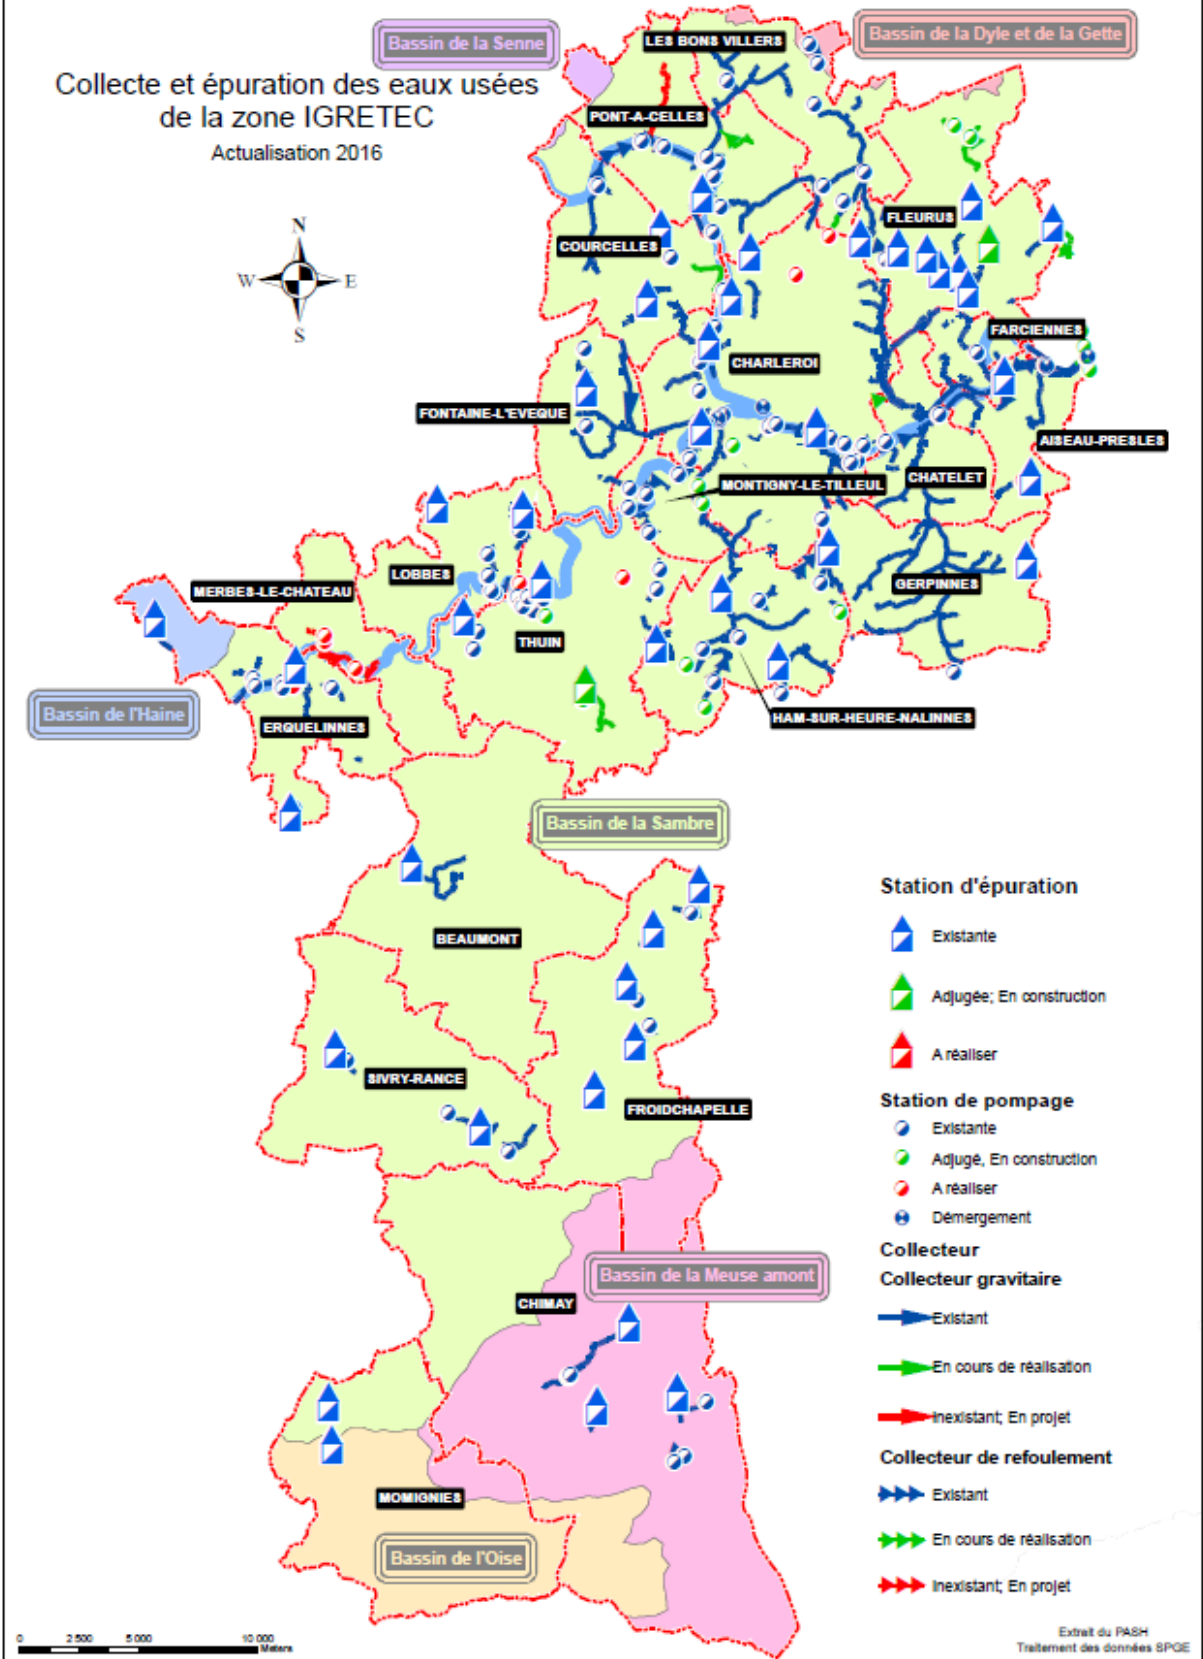 Bassin de la Senne
LES BONS VILLERS
Bassin de la Dyle et de la Gette
Collecte et épuration des eaux usées
de la zone IGRETEC
Actualisation 2016
PONT-A-CELLES
N
W
E
S
COURCELLES
FLEURUS
FARCIENNES
CHARLEROI
FONTAINE-L'EVEQUE
AISEAU-PRESLES
CHATELET
MONTIGNY-LE-TILLEUL
LOBBES
MERBES-LE-CHATEAU
GERPINNES
THUIN
Bassin de l'Haine
ERQUELINNES
HAM-SUR-HEURE-NALINNES
Bassin de la Sambre
BEAUMONT
SIVRY-RANCE
FROIDCHAPELLE
Bassin de la Meuse amont
CHIMAY
MOMIGNIES
Bassin de l'Oise
Station d'épuration
Existante
Adjugée; En construction
A réaliser
Station de pompage
Existante
Adjugé, En construction
A réaliser
Démergement
Collecteur
Collecteur gravitaire
Existant
En cours de réalisation
Inexistant; En projet
Collecteur de refoulement
Existant
En cours de réalisation
Inexistant; En projet
0 2 500 5 000 10 000
Meters
Extrait du PASH
Traitement des données SPGE